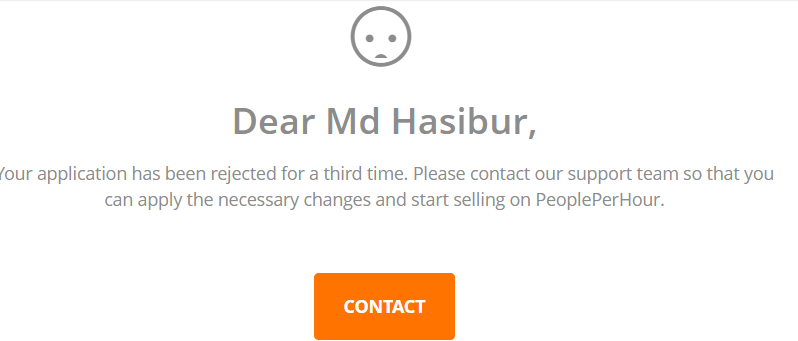 Dear Md Hasibur,
Your application has been rejected for a third time. Please contact our support team so that you
can apply the necessary changes and start selling on PeoplePerHour.
CONTACT